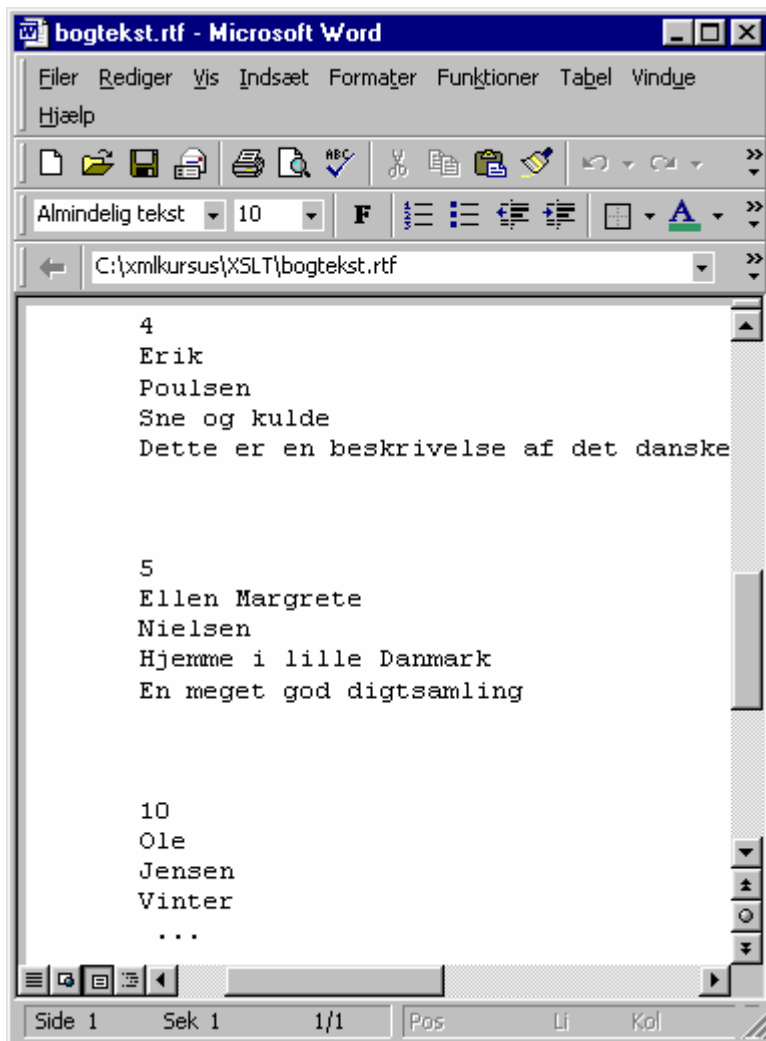 bogtekst.rtf - Microsoft Word
Filer Rediger Vis Indsæt Formater Funktioner Tabel Vindue
Hjælp
ABC
Almindelig tekst 10 F A
C:\xmlkursus\XSLT\bogtekst.rtf
4
Erik
Poulsen
Sne og kulde
Dette er en beskrivelse af det danske
5
Ellen Margrete
Nielsen
Hjemme i lille Danmark
En meget god digtsamling
10
Ole
Jensen
Vinter
...
Side 1 Sek 1 1/1 Pos Li Kol